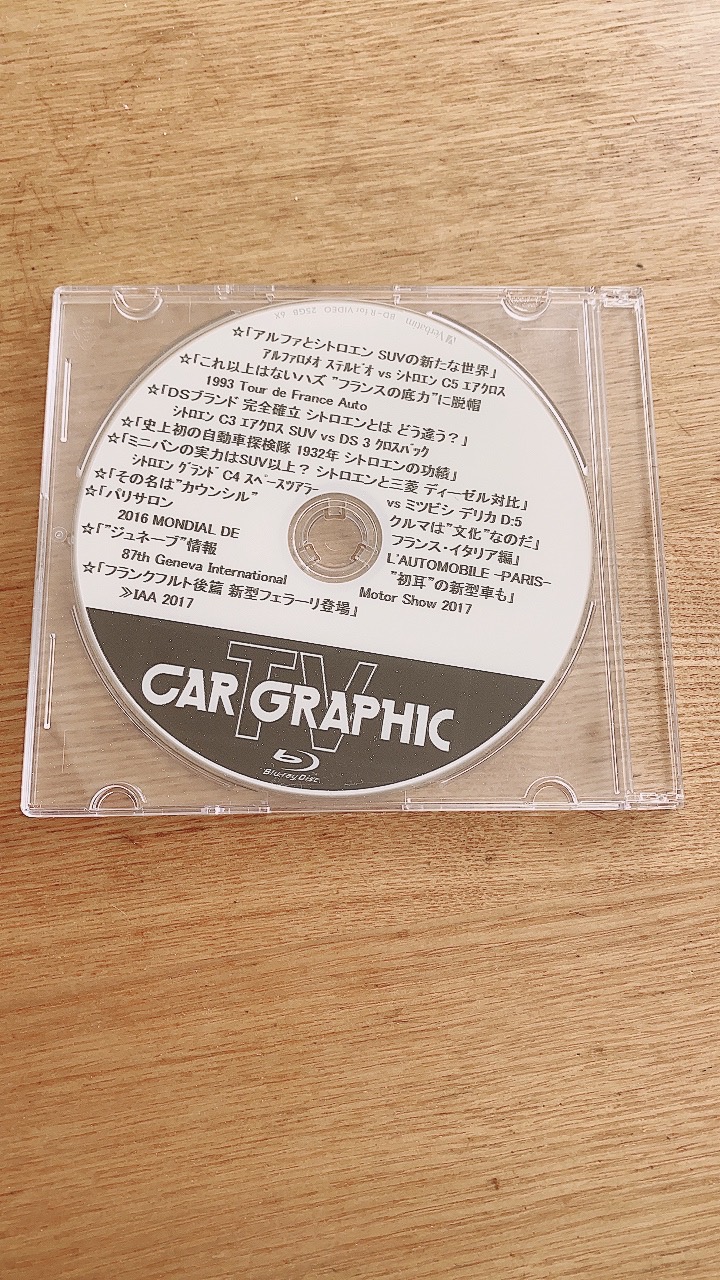 Verbatim BD-R for VIDEO 25GB 6X
☆「アルファとシトロエン SUVの新たな世界」
アルファロメオ ステルビオ vs シトロエン C5 エアクロス
☆「これ以上はないハズ ”フランスの底力”に脱帽
1993 Tour de France Auto
☆「DSブランド 完全確立 シトロエンとは どう違う？」
シトロエン C3 エアクロス SUV vs DS 3 クロスバック
☆「史上初の自動車探検隊 1932年 シトロエンの功績」
☆「ミニバンの実力はSUV以上？ シトロエンと三菱 ディーゼル対比」
シトロエン グランド C4 スペースツアラー vs ミツビシ デリカ D:5
☆「その名は”カウンシル” クルマは”文化”なのだ」
☆「パリサロン フランス・イタリア編」
2016 MONDIAL DE L'AUTOMOBILE -PARIS-
☆「”ジュネーブ”情報 ”初耳”の新型車も」
87th Geneva International Motor Show 2017
☆「フランクフルト後篇 新型フェラーリ登場」
≫IAA 2017
TV
CAR GRAPHIC
Blu-ray Disc